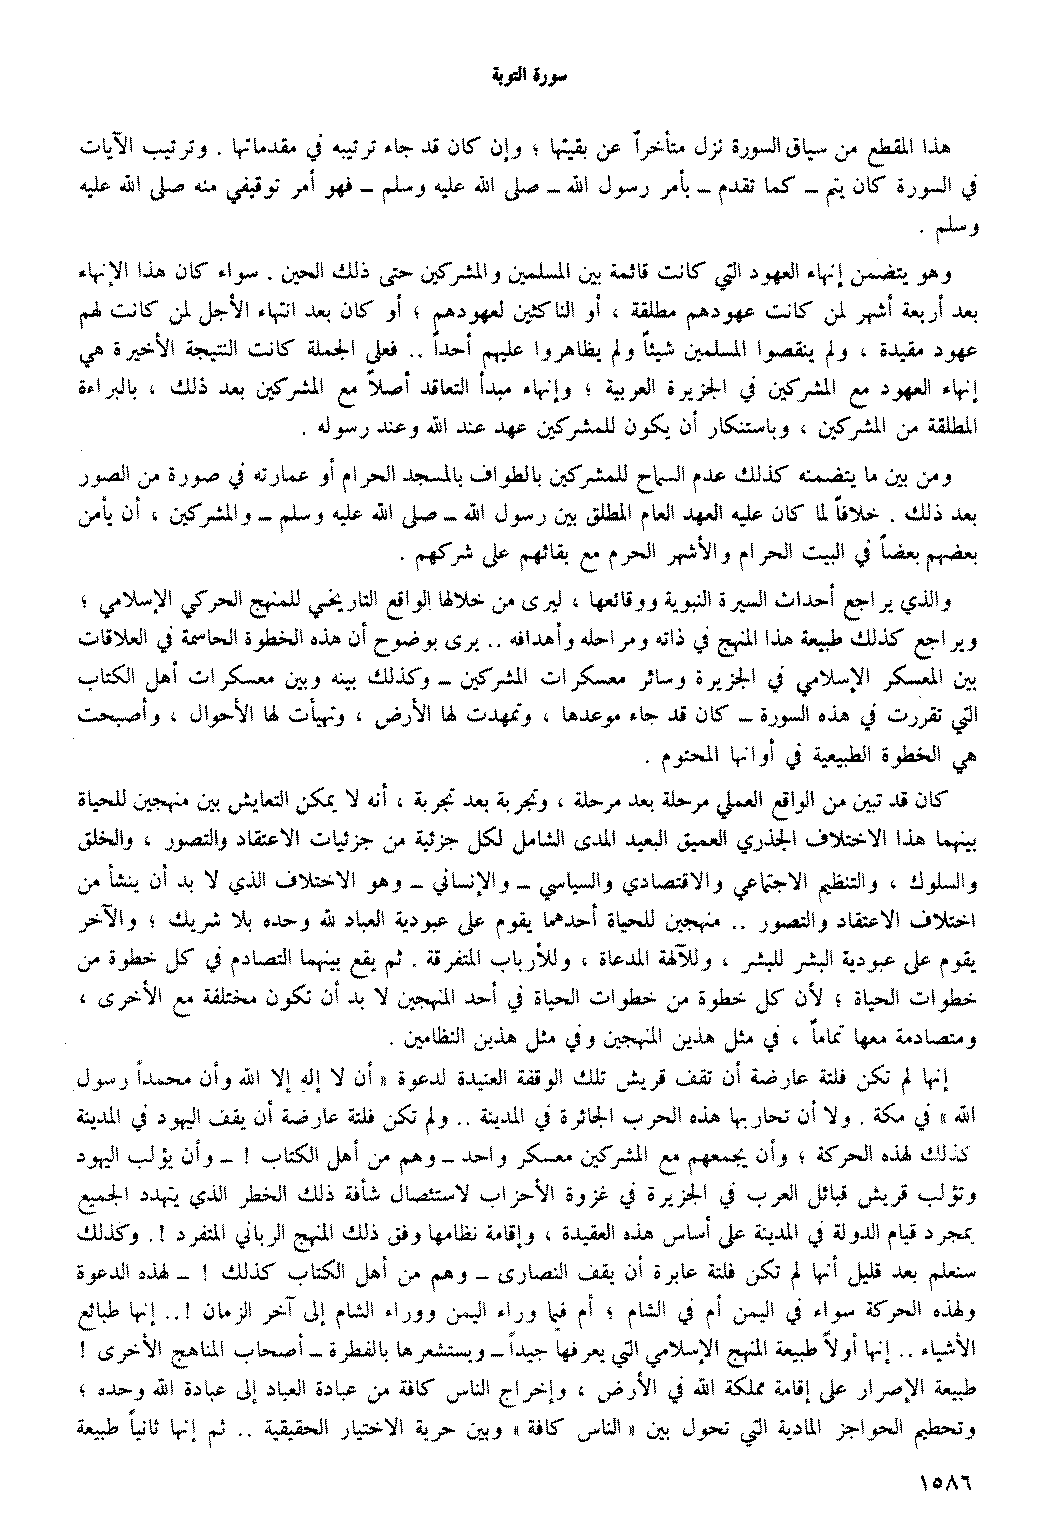 سورة التوبة
هذا المقطع من سياق السورة نزل متأخراً عن بقيتها ؛ وإن كان قد جاء ترتيبه في مقدماتها . وترتيب الآيات
في السورة كان يتم ــ كما تقدم ــ بأمر رسول الله ــ صلى الله عليه وسلم ــ فهو أمر توقيفي منه صلى الله عليه
وسلم .
وهو يتضمن إنهاء العهود التي كانت قائمة بين المسلمين والمشركين حتى ذلك الحين . سواء كان هذا الإنهاء
بعد أربعة أشهر لمن كانت عهودهم مطلقة ، أو الناكثين لعهودهم ؛ أو كان بعد انتهاء الأجل لمن كانت لهم
عهود مقيدة ، ولم ينقصوا المسلمين شيئاً ولم يظاهروا عليهم أحداً .. فعلى الجملة كانت النتيجة الأخيرة هي
إنهاء العهود مع المشركين في الجزيرة العربية ؛ وإنهاء مبدأ التعاقد أصلاً مع المشركين بعد ذلك ، بالبراءة
المطلقة من المشركين ، وباستنكار أن يكون للمشركين عهد عند الله وعند رسوله .
ومن بين ما يتضمنه كذلك عدم السماح للمشركين بالطواف بالمسجد الحرام أو عمارته في صورة من الصور
بعد ذلك . خلافاً لما كان عليه العهد العام المطلق بين رسول الله ــ صلى الله عليه وسلم ــ والمشركين ، أن يأمن
بعضهم بعضاً في البيت الحرام والأشهر الحرم مع بقائهم على شركهم .
والذي يراجع أحداث السيرة النبوية ووقائعها ، ليرى من خلالها الواقع التاريخي للمنهج الحركي الإسلامي ؛
ويراجع كذلك طبيعة هذا المنهج في ذاته ومراحله وأهدافه .. يرى بوضوح أن هذه الخطوة الحاسمة في العلاقات
بين المعسكر الإسلامي في الجزيرة وسائر معسكرات المشركين ــ وكذلك بينه وبين معسكرات أهل الكتاب
التي تقررت في هذه السورة ــ كان قد جاء موعدها ، وتمهدت لها الأرض ، وتهيأت لها الأحوال ، وأصبحت
هي الخطوة الطبيعية في أوانها المحتوم .
كان قد تبين من الواقع العملي مرحلة بعد مرحلة ، وتجربة بعد تجربة ، أنه لا يمكن التعايش بين منهجين للحياة
بينهما هذا الاختلاف الجذري العميق البعيد المدى الشامل لكل جزئية من جزئيات الاعتقاد والتصور ، والخلق
والسلوك ، والتنظيم الاجتماعي والاقتصادي والسياسي ــ والإنساني ــ وهو الاختلاف الذي لا بد أن ينشأ من
اختلاف الاعتقاد والتصور .. منهجين للحياة أحدهما يقوم على عبودية العباد لله وحده بلا شريك ؛ والآخر
يقوم على عبودية البشر للبشر ، وللآلهة المدعاة ، وللأرباب المتفرقة . ثم يقع بينهما التصادم في كل خطوة من
خطوات الحياة ؛ لأن كل خطوة من خطوات الحياة في أحد المنهجين لا بد أن تكون مختلفة مع الأخرى ،
ومتصادمة معها تماماً ، في مثل هذين المنهجين وفي مثل هذين النظامين .
إنها لم تكن فلتة عارضة أن تقف قريش تلك الوقفة العنيدة لدعوة « أن لا إله إلا الله وأن محمداً رسول
الله » في مكة . ولا أن تحاربها هذه الحرب الجائرة في المدينة .. ولم تكن فلتة عارضة أن يقف اليهود في المدينة
كذلك لهذه الحركة ؛ وأن يجمعهم مع المشركين معسكر واحد ــ وهم من أهل الكتاب ! ــ وأن يؤلب اليهود
وتؤلب قريش قبائل العرب في الجزيرة في غزوة الأحزاب لاستئصال شأفة ذلك الخطر الذي يتهدد الجميع
بمجرد قيام الدولة في المدينة على أساس هذه العقيدة ، وإقامة نظامها وفق ذلك المنهج الرباني المتفرد !. وكذلك
سنعلم بعد قليل أنها لم تكن فلتة عابرة أن يقف النصارى ــ وهم من أهل الكتاب كذلك ! ــ لهذه الدعوة
ولهذه الحركة سواء في اليمن أم في الشام ؛ أم فيما وراء اليمن ووراء الشام إلى آخر الزمان !.. إنها طبائع
الأشياء .. إنها أولاً طبيعة المنهج الإسلامي التي يعرفها جيداً ــ ويستشعرها بالفطرة ــ أصحاب المناهج الأخرى !
طبيعة الإصرار على إقامة مملكة الله في الأرض ، وإخراج الناس كافة من عبادة العباد إلى عبادة الله وحده ؛
وتحطيم الحواجز المادية التي تحول بين « الناس كافة » وبين حرية الاختيار الحقيقية .. ثم إنها ثانياً طبيعة
١٥٨٦